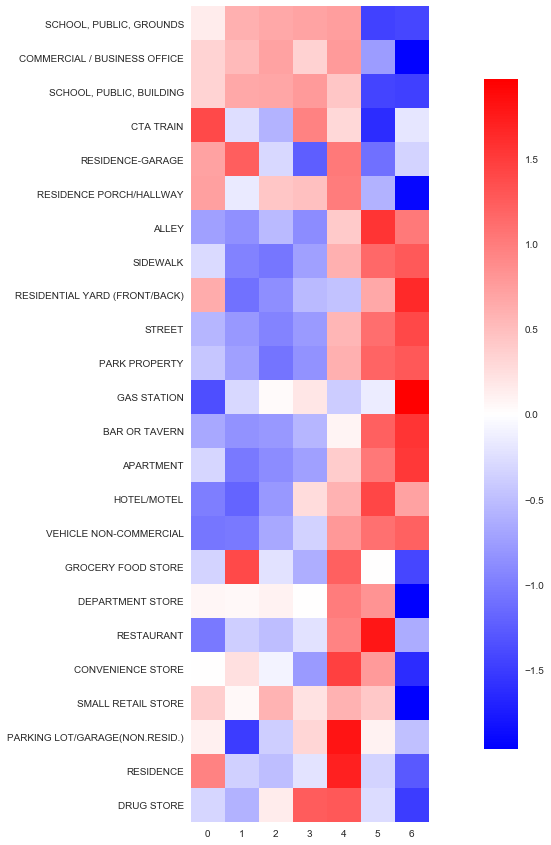 SCHOOL, PUBLIC, GROUNDS
COMMERCIAL / BUSINESS OFFICE
SCHOOL, PUBLIC, BUILDING
CTA TRAIN
RESIDENCE-GARAGE
RESIDENCE PORCH/HALLWAY
ALLEY
SIDEWALK
RESIDENTIAL YARD (FRONT/BACK)
STREET
PARK PROPERTY
GAS STATION
BAR OR TAVERN
APARTMENT
HOTEL/MOTEL
VEHICLE NON-COMMERCIAL
GROCERY FOOD STORE
DEPARTMENT STORE
RESTAURANT
CONVENIENCE STORE
SMALL RETAIL STORE
PARKING LOT/GARAGE(NON.RESID.)
RESIDENCE
DRUG STORE
0 1 2 3 4 5 6
1.5
1.0
0.5
0.0
−0.5
−1.0
−1.5